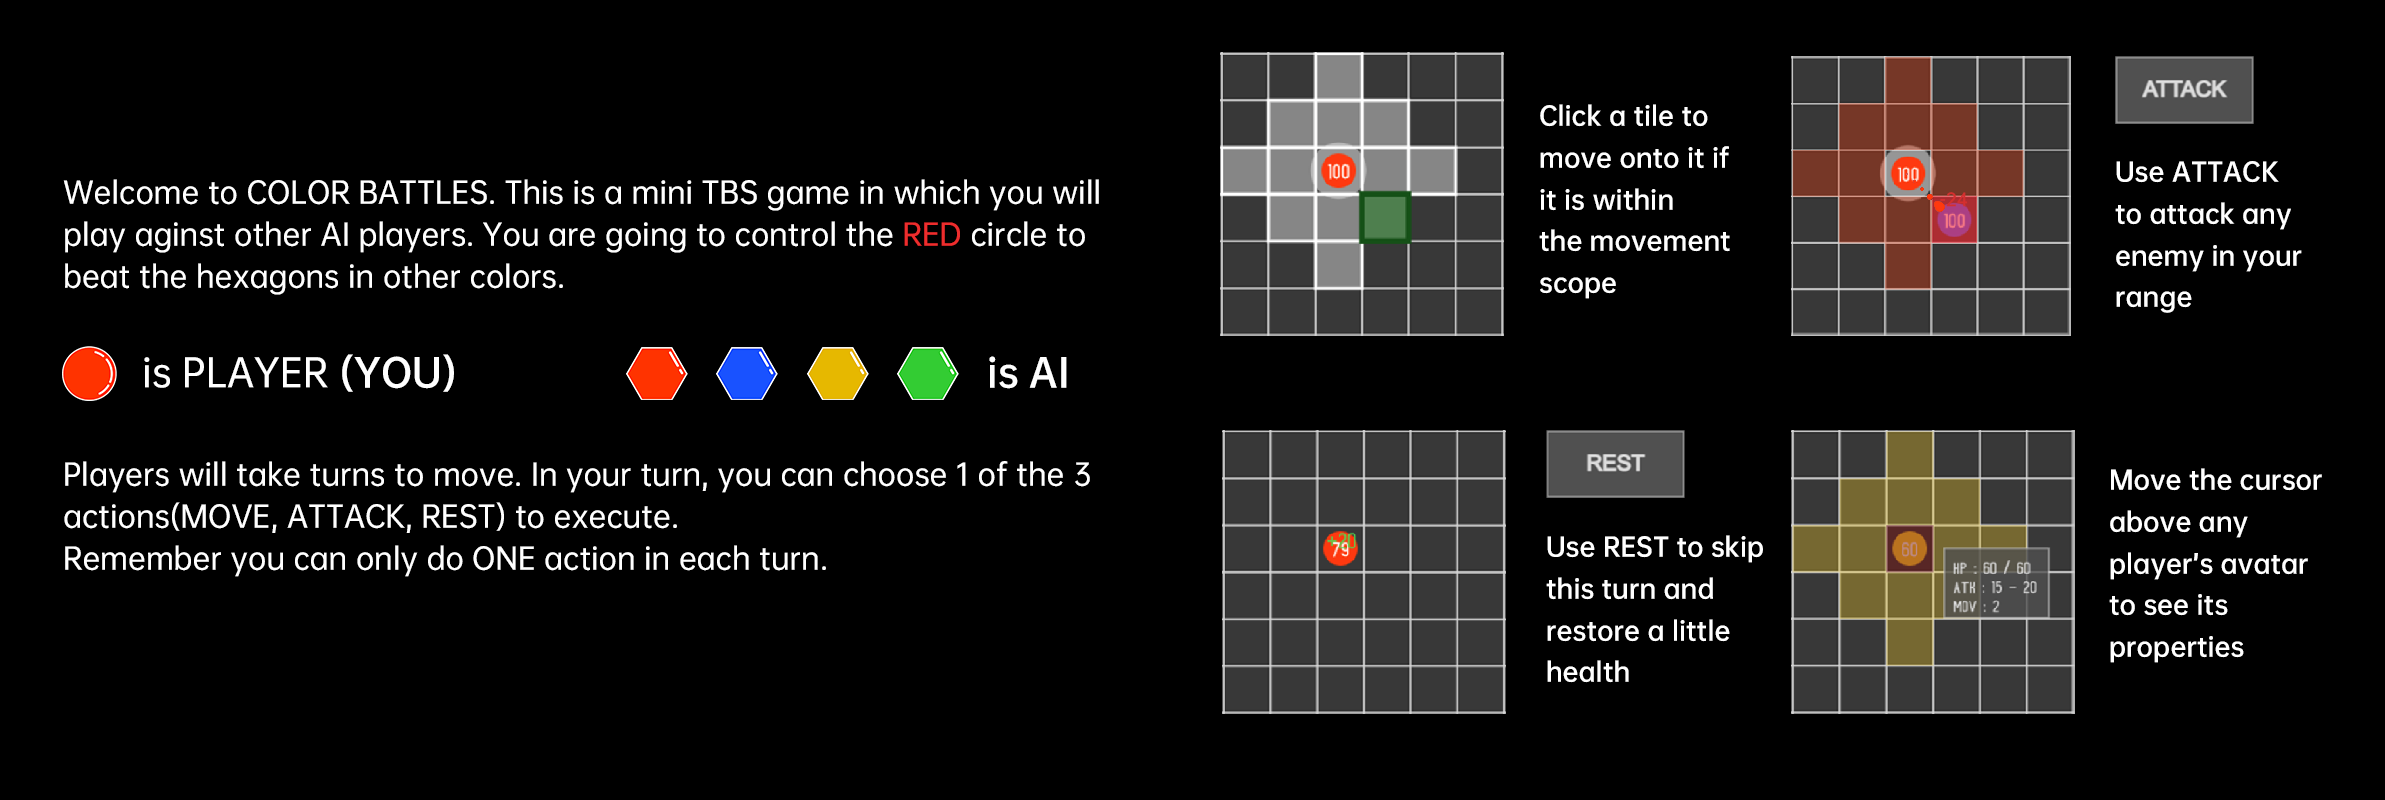 Welcome to COLOR BATTLES. This is a mini TBS game in which you will
play aginst other AI players. You are going to control the RED circle to
beat the hexagons in other colors.
is PLAYER (YOU)
is AI
Players will take turns to move. In your turn, you can choose 1 of the 3
actions(MOVE, ATTACK, REST) to execute.
Remember you can only do ONE action in each turn.
100
Click a tile to
move onto it if
it is within
the movement
scope
100
-24
100
ATTACK
Use ATTACK
to attack any
enemy in your
range
+20
79
REST
Use REST to skip
this turn and
restore a little
health
60
HP : 60 / 60
ATK : 15 - 20
MOV : 2
Move the cursor
above any
player's avatar
to see its
properties